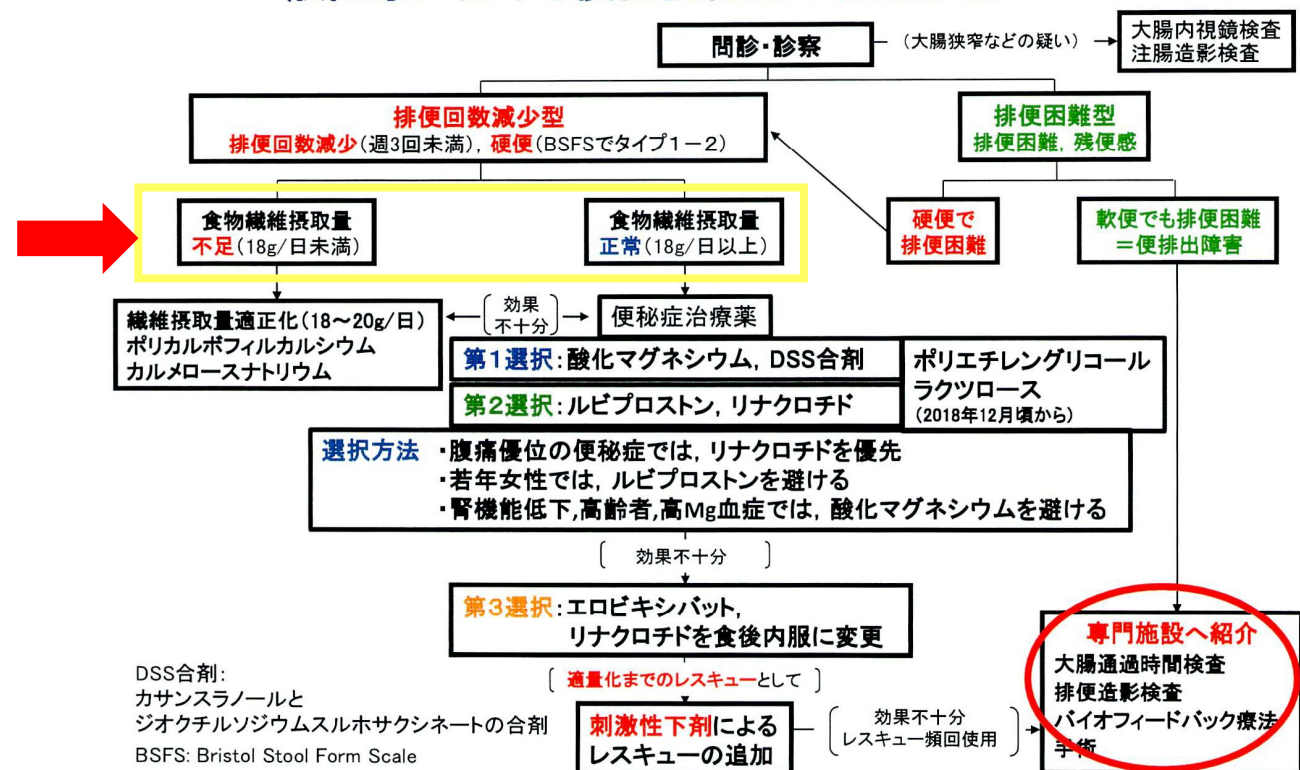 問診・診察
(大腸狭窄などの疑い)
大腸内視鏡検査
注腸造影検査
排便回数減少型
排便回数減少(週3回未満), 硬便(BSFSでタイプ1-2)
排便困難型
排便困難, 残便感
食物繊維摂取量
不足(18g/日未満)
食物繊維摂取量
正常(18g/日以上)
硬便で
排便困難
軟便でも排便困難
=便排出障害
繊維摂取量適正化(18~20g/日)
ポリカルボフィルカルシウム
カルメロースナトリウム
効果
不十分
便秘症治療薬
第1選択:酸化マグネシウム, DSS合剤
第2選択:ルビプロストン, リナクロチド
ポリエチレングリコール
ラクツロース
(2018年12月頃から)
選択方法 ・腹痛優位の便秘症では, リナクロチドを優先
・若年女性では, ルビプロストンを避ける
・腎機能低下,高齢者,高Mg血症では, 酸化マグネシウムを避ける
〔 効果不十分 〕
第3選択:エロビキシバット,
リナクロチドを食後内服に変更
〔 適量化までのレスキューとして 〕
刺激性下剤による
レスキューの追加
効果不十分
レスキュー頻回使用
専門施設へ紹介
大腸通過時間検査
排便造影検査
バイオフィードバック療法
手術
DSS合剤:
カサンスラノールと
ジオクチルソジウムスルホサクシネートの合剤
BSFS: Bristol Stool Form Scale